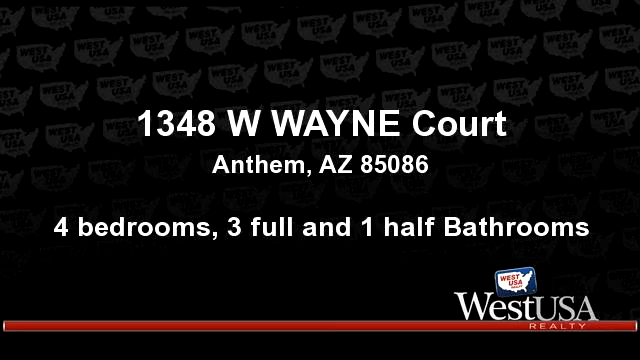 1348 W WAYNE Court
Anthem, AZ 85086
4 bedrooms, 3 full and 1 half Bathrooms
WEST
USA
REALTY
WestUSA
REALTY